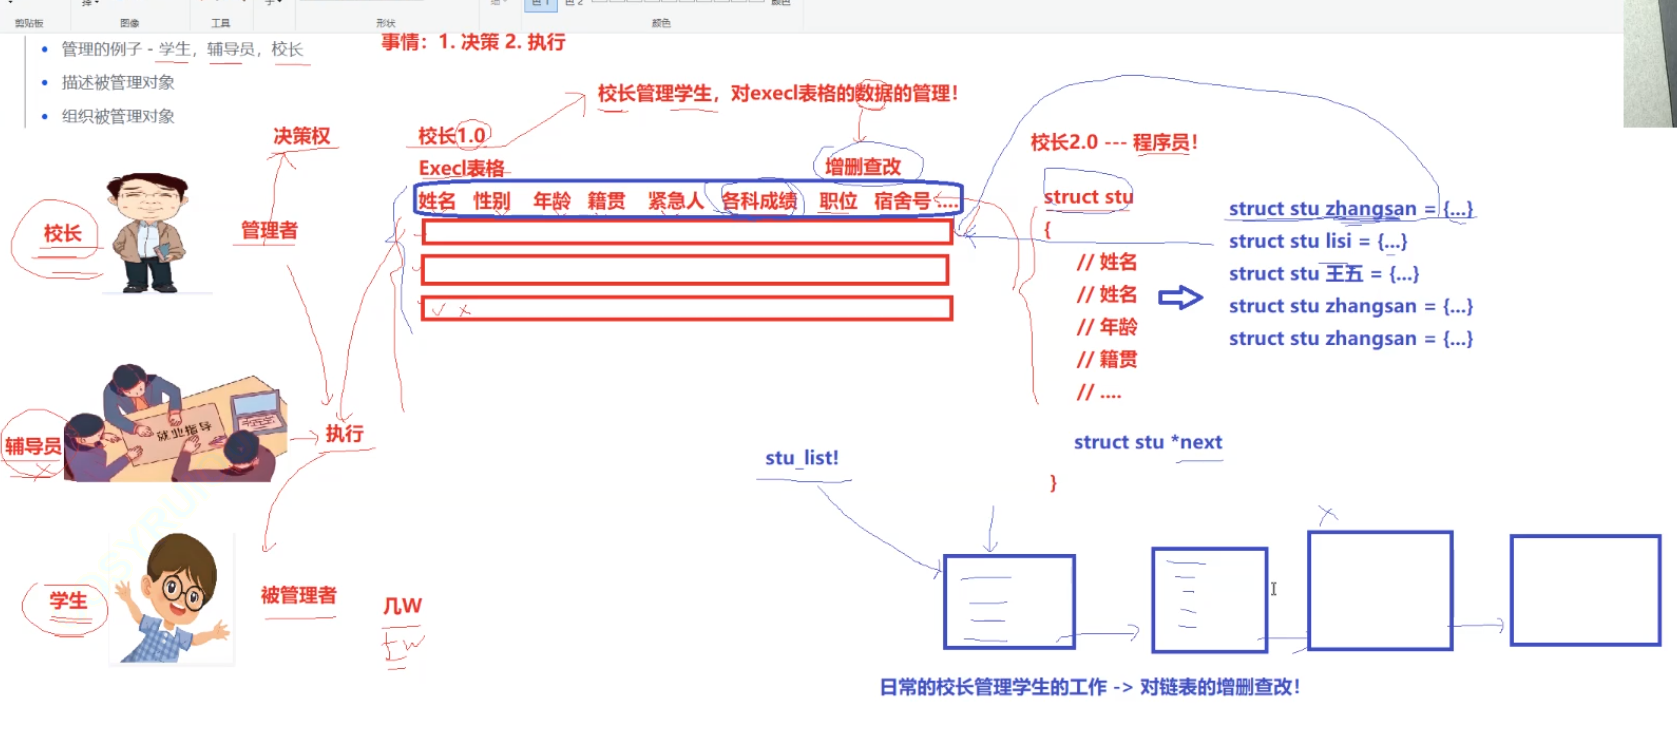 剪贴板
图像
工具
形状
颜色
管理的例子 - 学生，辅导员，校长
描述被管理对象
组织被管理对象
事情：1. 决策 2. 执行
校长管理学生，对execl表格的数据的管理！
决策权
校长1.0
Execl表格
增删查改
姓名 性别 年龄 籍贯 紧急人 各科成绩 职位 宿舍号 ....
校长
管理者
校长2.0 --- 程序员！
struct stu
{
// 姓名
// 姓名
// 年龄
// 籍贯
// ....
struct stu *next
}
struct stu zhangsan = {...}
struct stu lisi = {...}
struct stu 王五 = {...}
struct stu zhangsan = {...}
struct stu zhangsan = {...}
辅导员
就业指导
执行
stu_list!
学生
被管理者
几W
日常的校长管理学生的工作 -> 对链表的增删查改！